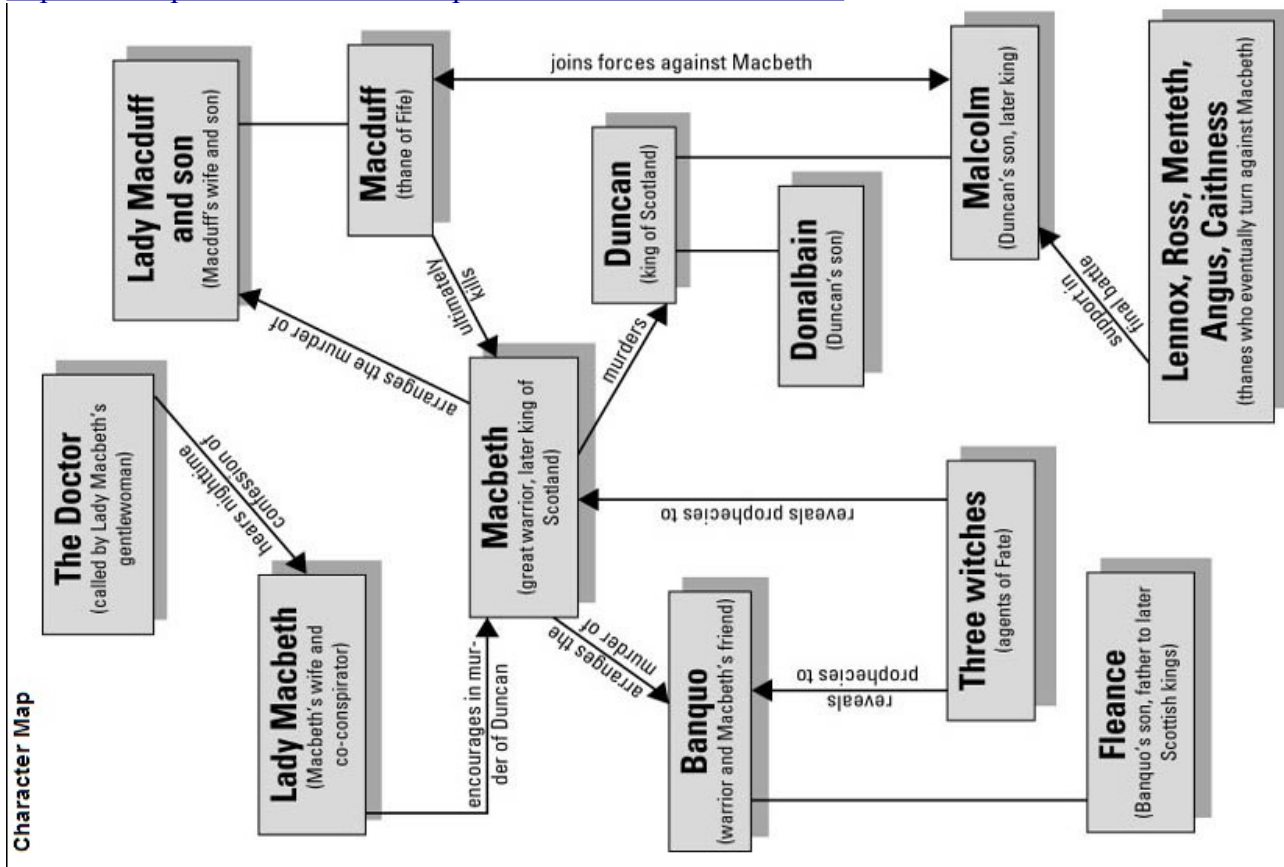 Character Map
The Doctor
(called by Lady Macbeth's
gentlewoman)
hears nighttime
confession of
Lady Macbeth
(Macbeth's wife and
co-conspirator)
encourages in mur-
der of Duncan
Lady Macduff
and son
(Macduff's wife and son)
Macduff
(thane of Fife)
arranges the murder of
ultimately
kills
Macbeth
(great warrior, later king of
Scotland)
joins forces against Macbeth
murders
Duncan
(king of Scotland)
Donalbain
(Duncan's son)
arranges the
murder of
Banquo
(warrior and Macbeth's friend)
reveals prophecies to
reveals
prophecies to
Three witches
(agents of Fate)
Malcolm
(Duncan's son, later king)
Fleance
(Banquo's son, father to later
Scottish kings)
support in
final battle
Lennox, Ross, Menteth,
Angus, Caithness
(thanes who eventually turn against Macbeth)